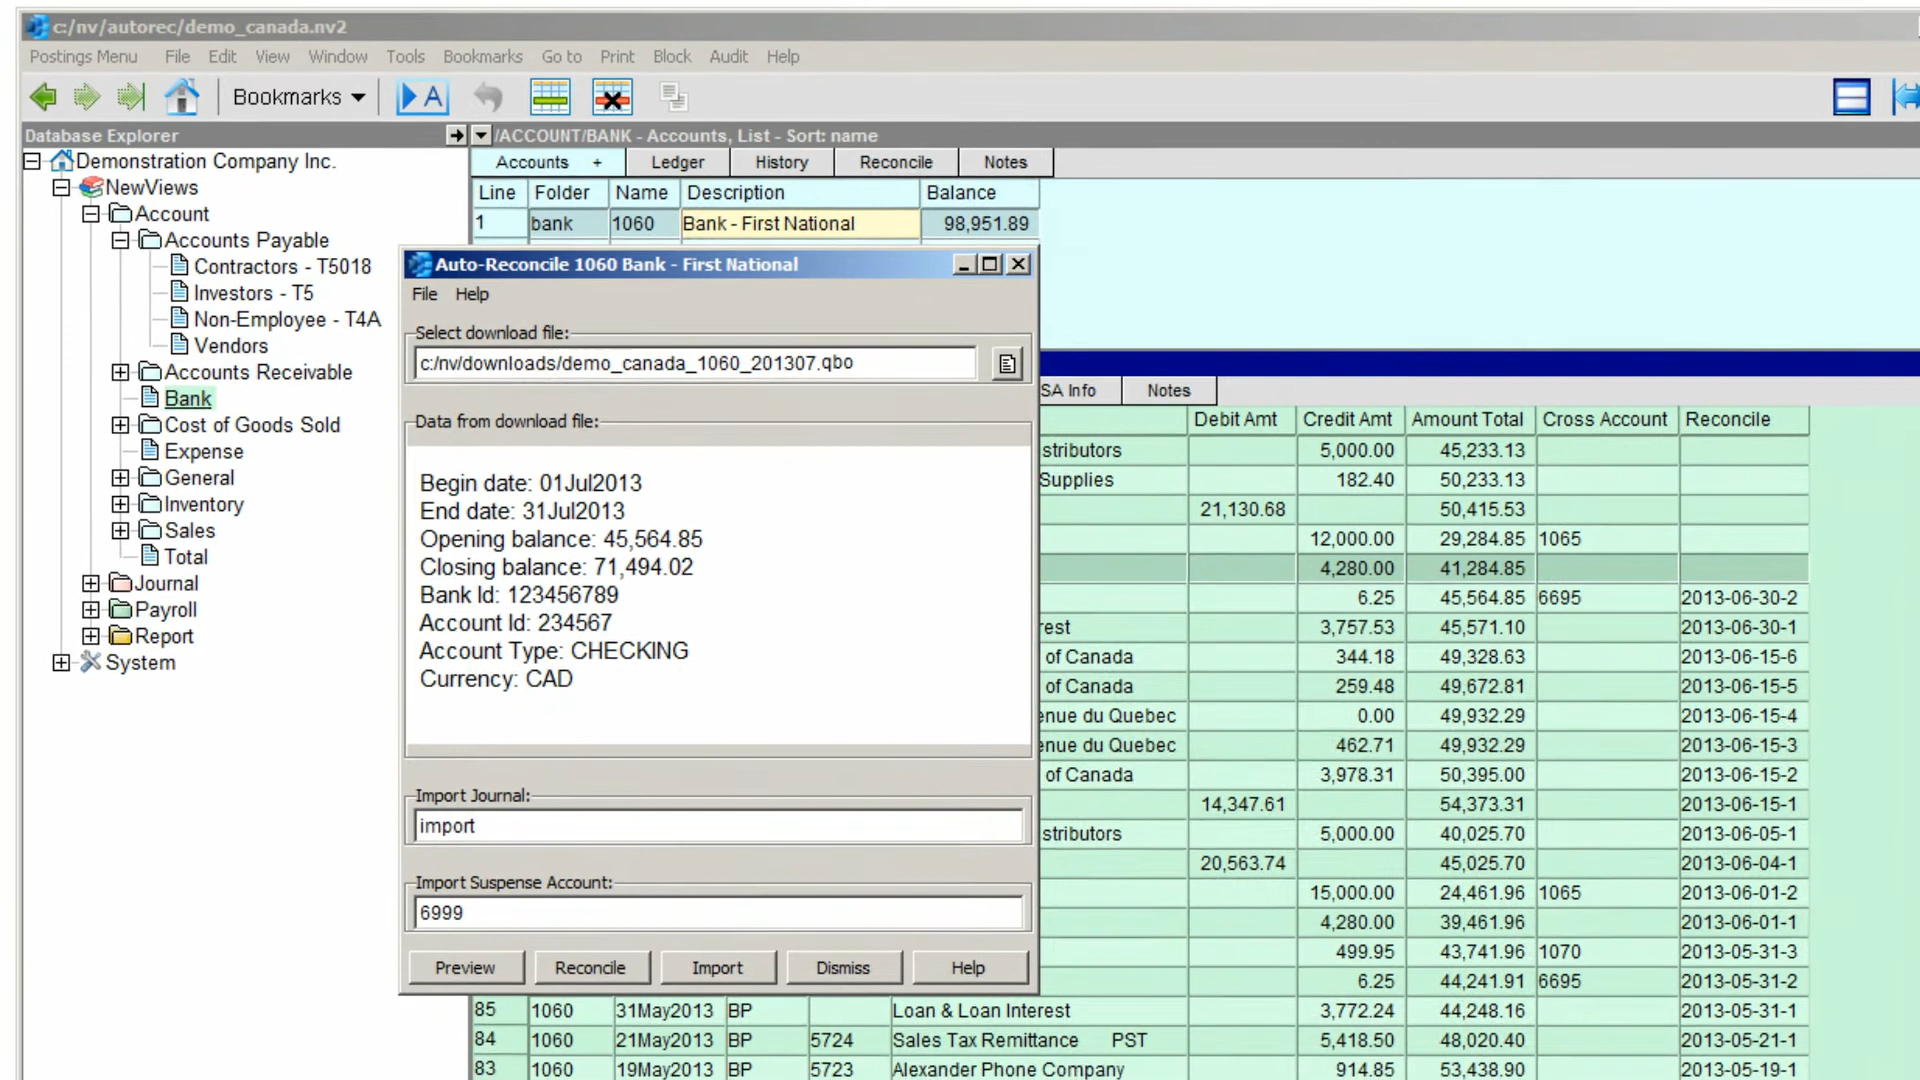 c:/nv/autorec/demo_canada.nv2
Postings Menu File Edit View Window Tools Bookmarks Go to Print Block Audit Help
Bookmarks A
Database Explorer
/ACCOUNT/BANK - Accounts, List - Sort: name
Demonstration Company Inc.
NewViews
Account
Accounts Payable
Contractors - T5018
Investors - T5
Non-Employee - T4A
Vendors
Accounts Receivable
Bank
Cost of Goods Sold
Expense
General
Inventory
Sales
Total
Journal
Payroll
Report
System
Accounts + Ledger History Reconcile Notes
Line Folder Name Description Balance
1 bank 1060 Bank - First National 98,951.89
Auto-Reconcile 1060 Bank - First National
File Help
Select download file:
c:/nv/downloads/demo_canada_1060_201307.qbo
Data from download file:
Begin date: 01Jul2013
End date: 31Jul2013
Opening balance: 45,564.85
Closing balance: 71,494.02
Bank Id: 123456789
Account Id: 234567
Account Type: CHECKING
Currency: CAD
Import Journal:
import
Import Suspense Account:
6999
Preview Reconcile Import Dismiss Help
SA Info Notes
Debit Amt Credit Amt Amount Total Cross Account Reconcile
stributors 5,000.00 45,233.13
Supplies 182.40 50,233.13
21,130.68 50,415.53
12,000.00 29,284.85 1065
4,280.00 41,284.85
6.25 45,564.85 6695 2013-06-30-2
rest 3,757.53 45,571.10 2013-06-30-1
of Canada 344.18 49,328.63 2013-06-15-6
of Canada 259.48 49,672.81 2013-06-15-5
enue du Quebec 0.00 49,932.29 2013-06-15-4
enue du Quebec 462.71 49,932.29 2013-06-15-3
of Canada 3,978.31 50,395.00 2013-06-15-2
14,347.61 54,373.31 2013-06-15-1
stributors 5,000.00 40,025.70 2013-06-05-1
20,563.74 45,025.70 2013-06-04-1
15,000.00 24,461.96 1065 2013-06-01-2
4,280.00 39,461.96 2013-06-01-1
499.95 43,741.96 1070 2013-05-31-3
6.25 44,241.91 6695 2013-05-31-2
85 1060 31May2013 BP Loan & Loan Interest 3,772.24 44,248.16 2013-05-31-1
84 1060 21May2013 BP 5724 Sales Tax Remittance PST 5,418.50 48,020.40 2013-05-21-1
83 1060 19May2013 BP 5723 Alexander Phone Company 914.85 53,438.90 2013-05-19-1